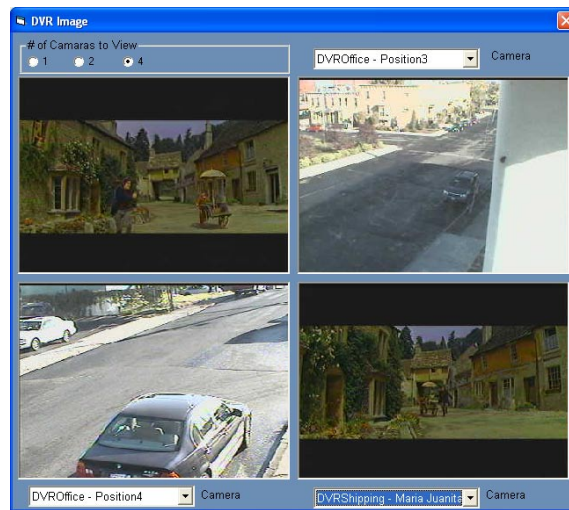 DVR Image
# of Camaras to View
1 2 4
DVROffice - Position3 Camera
DVROffice - Position4 Camera
DVRShipping - Maria Juanita Camera